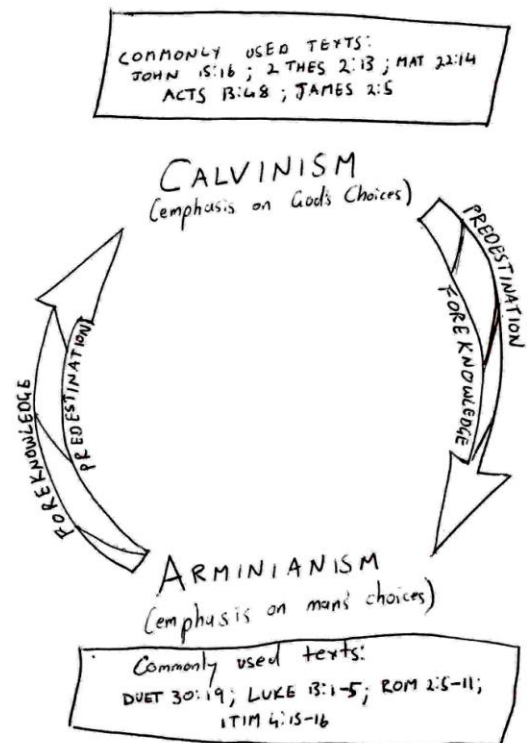 COMMONLY USED TEXTS:
JOHN 15:16 ; 2 THES 2:13 ; MAT 22:14
ACTS 13:48 ; JAMES 2:5
CALVINISM
(emphasis on God's Choices)
PREDESTINATION
FOREKNOWLEDGE
FOREKNOWLEDGE
PREDESTINATION
ARMINIANISM
(emphasis on mans' choices)
Commonly used texts:
DUET 30:19; LUKE 13:1-5; ROM 2:5-11;
1TIM 4:15-16